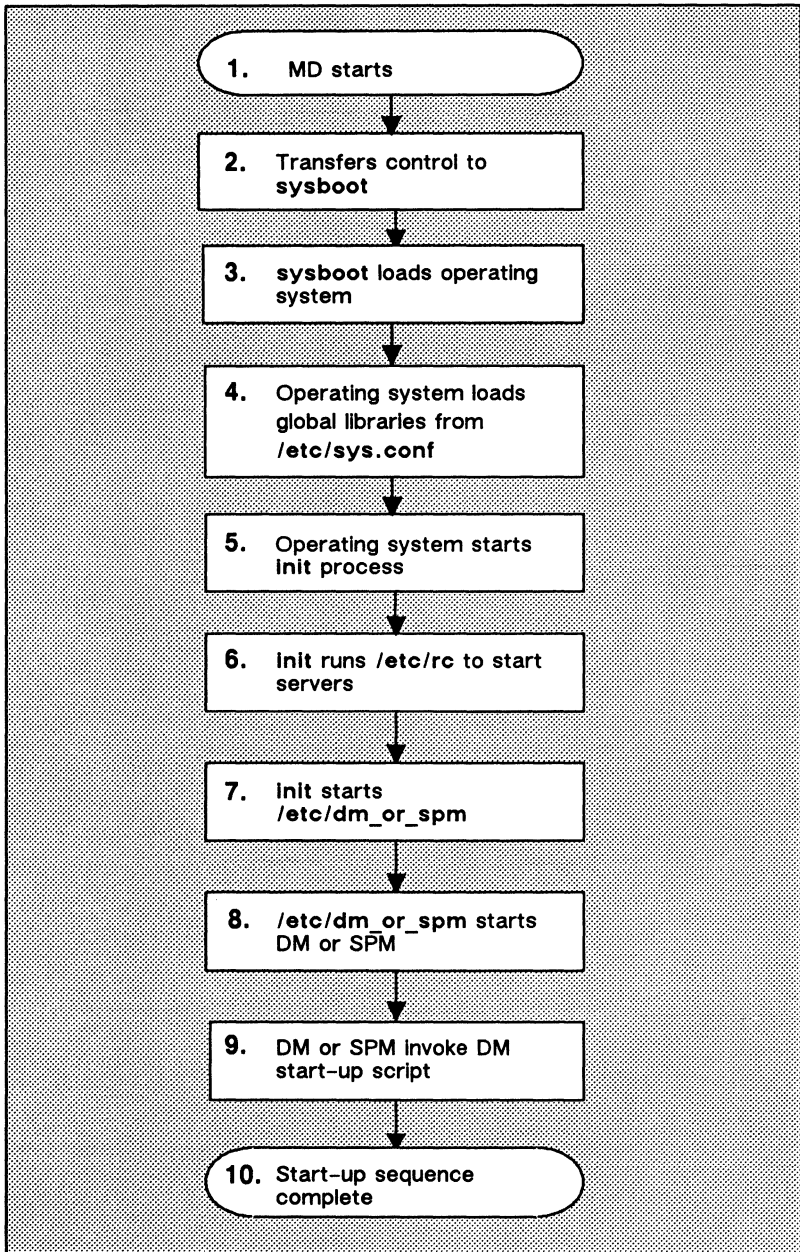 1. MD starts
2. Transfers control to
sysboot
3. sysboot loads operating
system
4. Operating system loads
global libraries from
/etc/sys.conf
5. Operating system starts
init process
6. init runs /etc/rc to start
servers
7. init starts
/etc/dm_or_spm
8. /etc/dm_or_spm starts
DM or SPM
9. DM or SPM invoke DM
start-up script
10. Start-up sequence
complete